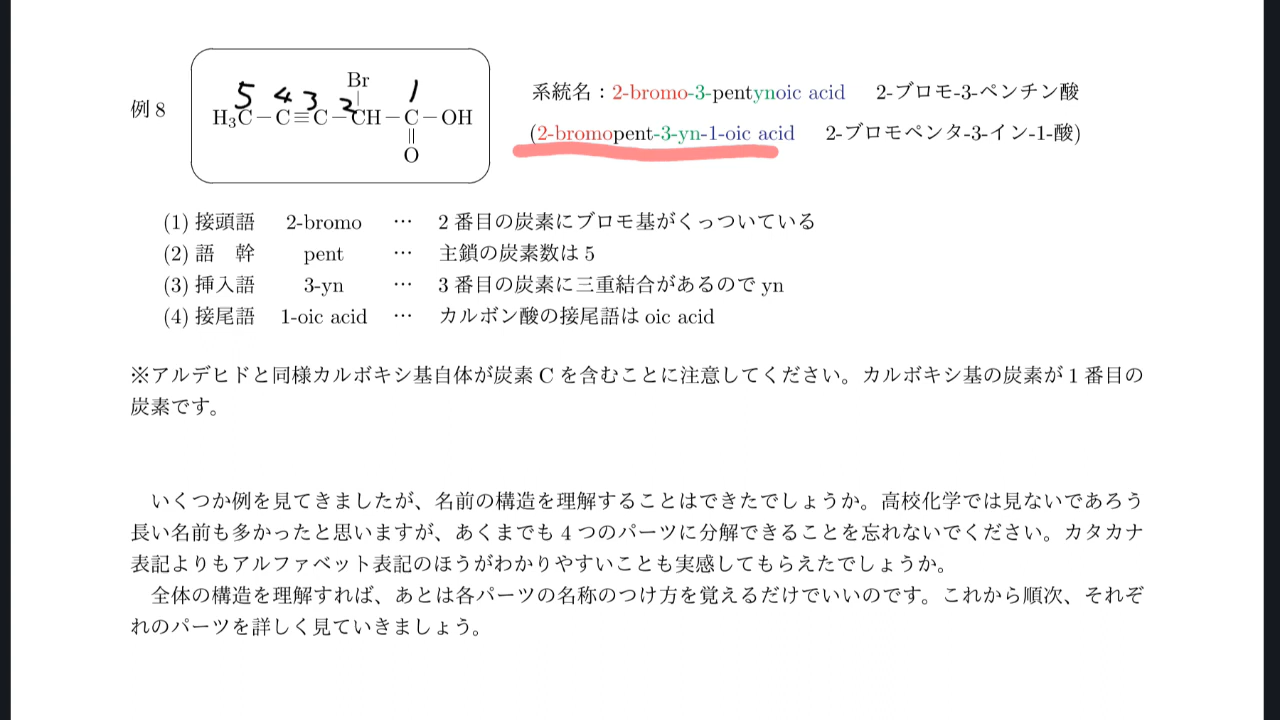 5 4 3 2 1
Br
例 8
H₃C－C≡C－CH－C－OH
O
系統名：2-bromo-3-pentynoic acid 2-ブロモ-3-ペンチン酸
(2-bromopent-3-yn-1-oic acid 2-ブロモペンタ-3-イン-1-酸)
(1) 接頭語 2-bromo … 2 番目の炭素にブロモ基がくっついている
(2) 語 幹 pent … 主鎖の炭素数は 5
(3) 挿入語 3-yn … 3 番目の炭素に三重結合があるので yn
(4) 接尾語 1-oic acid … カルボン酸の接尾語は oic acid
※アルデヒドと同様カルボキシ基自体が炭素 C を含むことに注意してください。カルボキシ基の炭素が 1 番目の
炭素です。
いくつか例を見てきましたが、名前の構造を理解することはできたでしょうか。高校化学では見ないであろう
長い名前も多かったと思いますが、あくまでも 4 つのパーツに分解できることを忘れないでください。カタカナ
表記よりもアルファベット表記のほうがわかりやすいことも実感してもらえたでしょうか。
全体の構造を理解すれば、あとは各パーツの名称のつけ方を覚えるだけでいいのです。これから順次、それぞ
れのパーツを詳しく見ていきましょう。